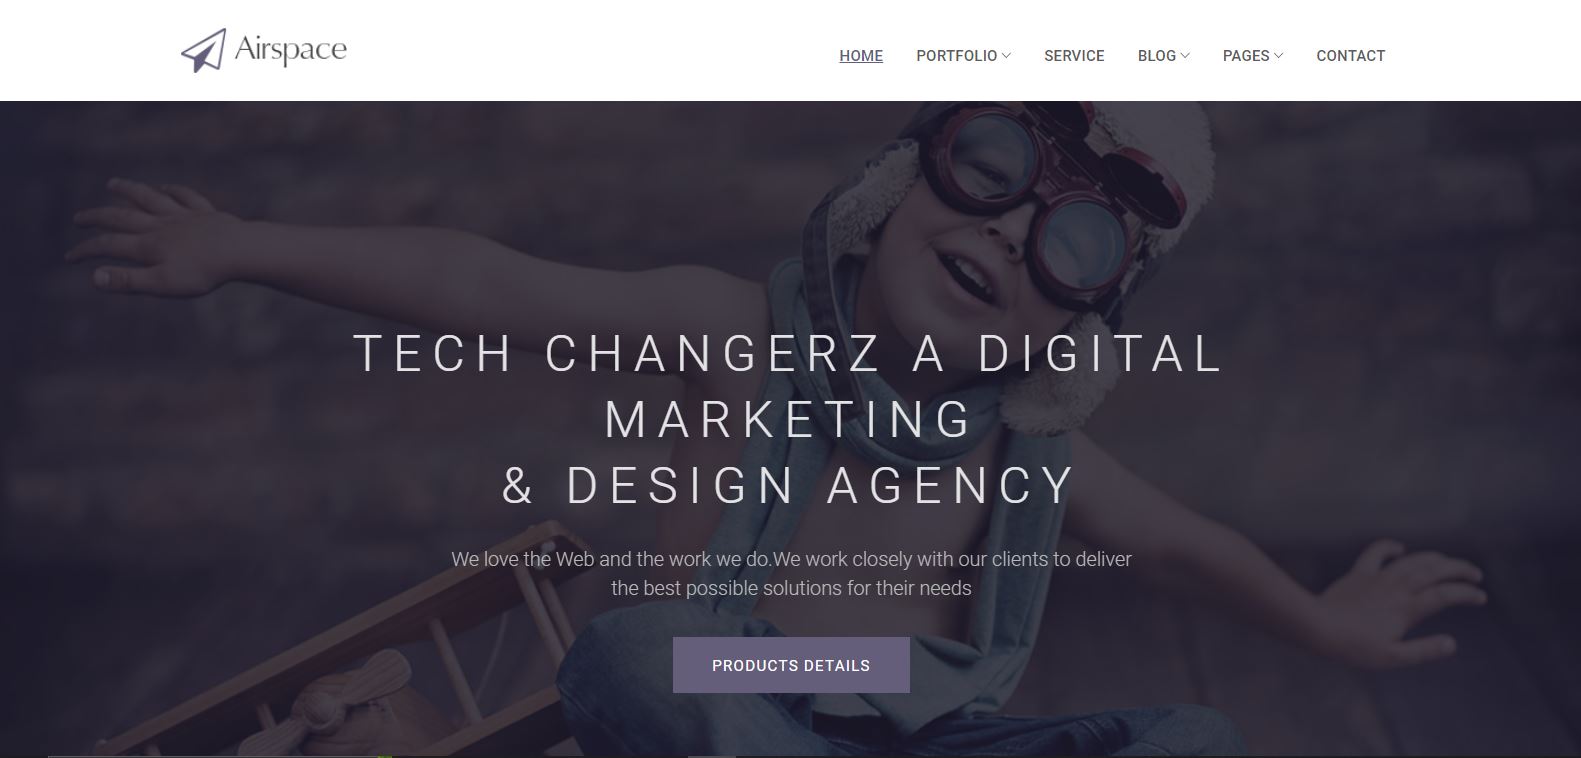 Airspace
HOME PORTFOLIO SERVICE BLOG PAGES CONTACT
TECH CHANGERZ A DIGITAL
MARKETING
& DESIGN AGENCY
We love the Web and the work we do.We work closely with our clients to deliver
the best possible solutions for their needs
PRODUCTS DETAILS